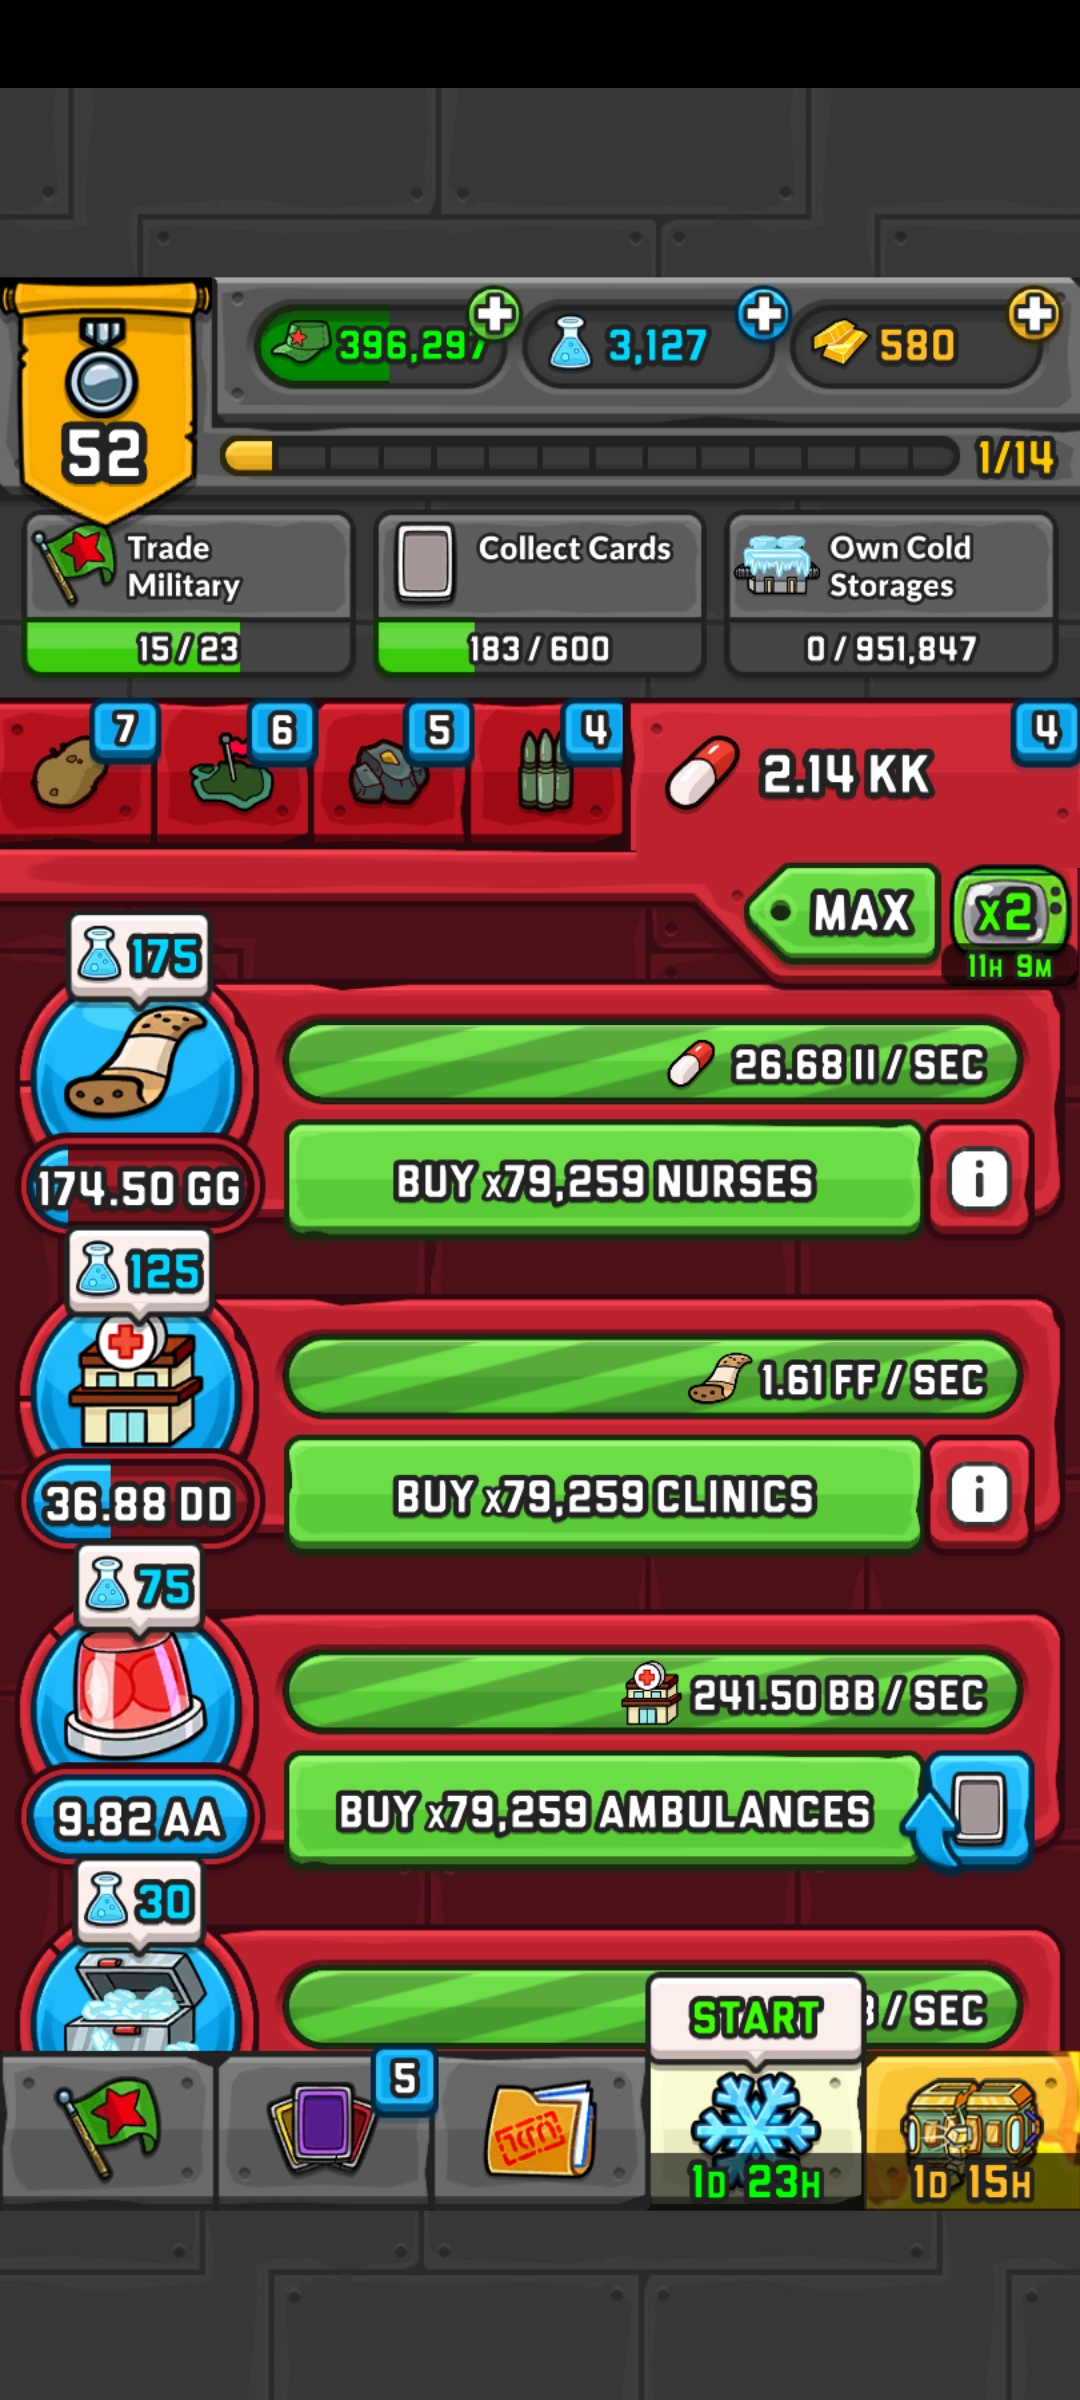 396,297
3,127
580
52
1/14
Trade
Military
Collect Cards
Own Cold
Storages
15/23
183/600
0/951,847
7
6
5
4
2.14 KK
4
MAX
x2
11H 9M
175
26.68 II/SEC
174.50 GG
BUY x79,259 NURSES
i
125
1.61 FF/SEC
36.88 DD
BUY x79,259 CLINICS
i
75
241.50 BB/SEC
9.82 AA
BUY x79,259 AMBULANCES
30
/SEC
START
5
1D 23H
1D 15H